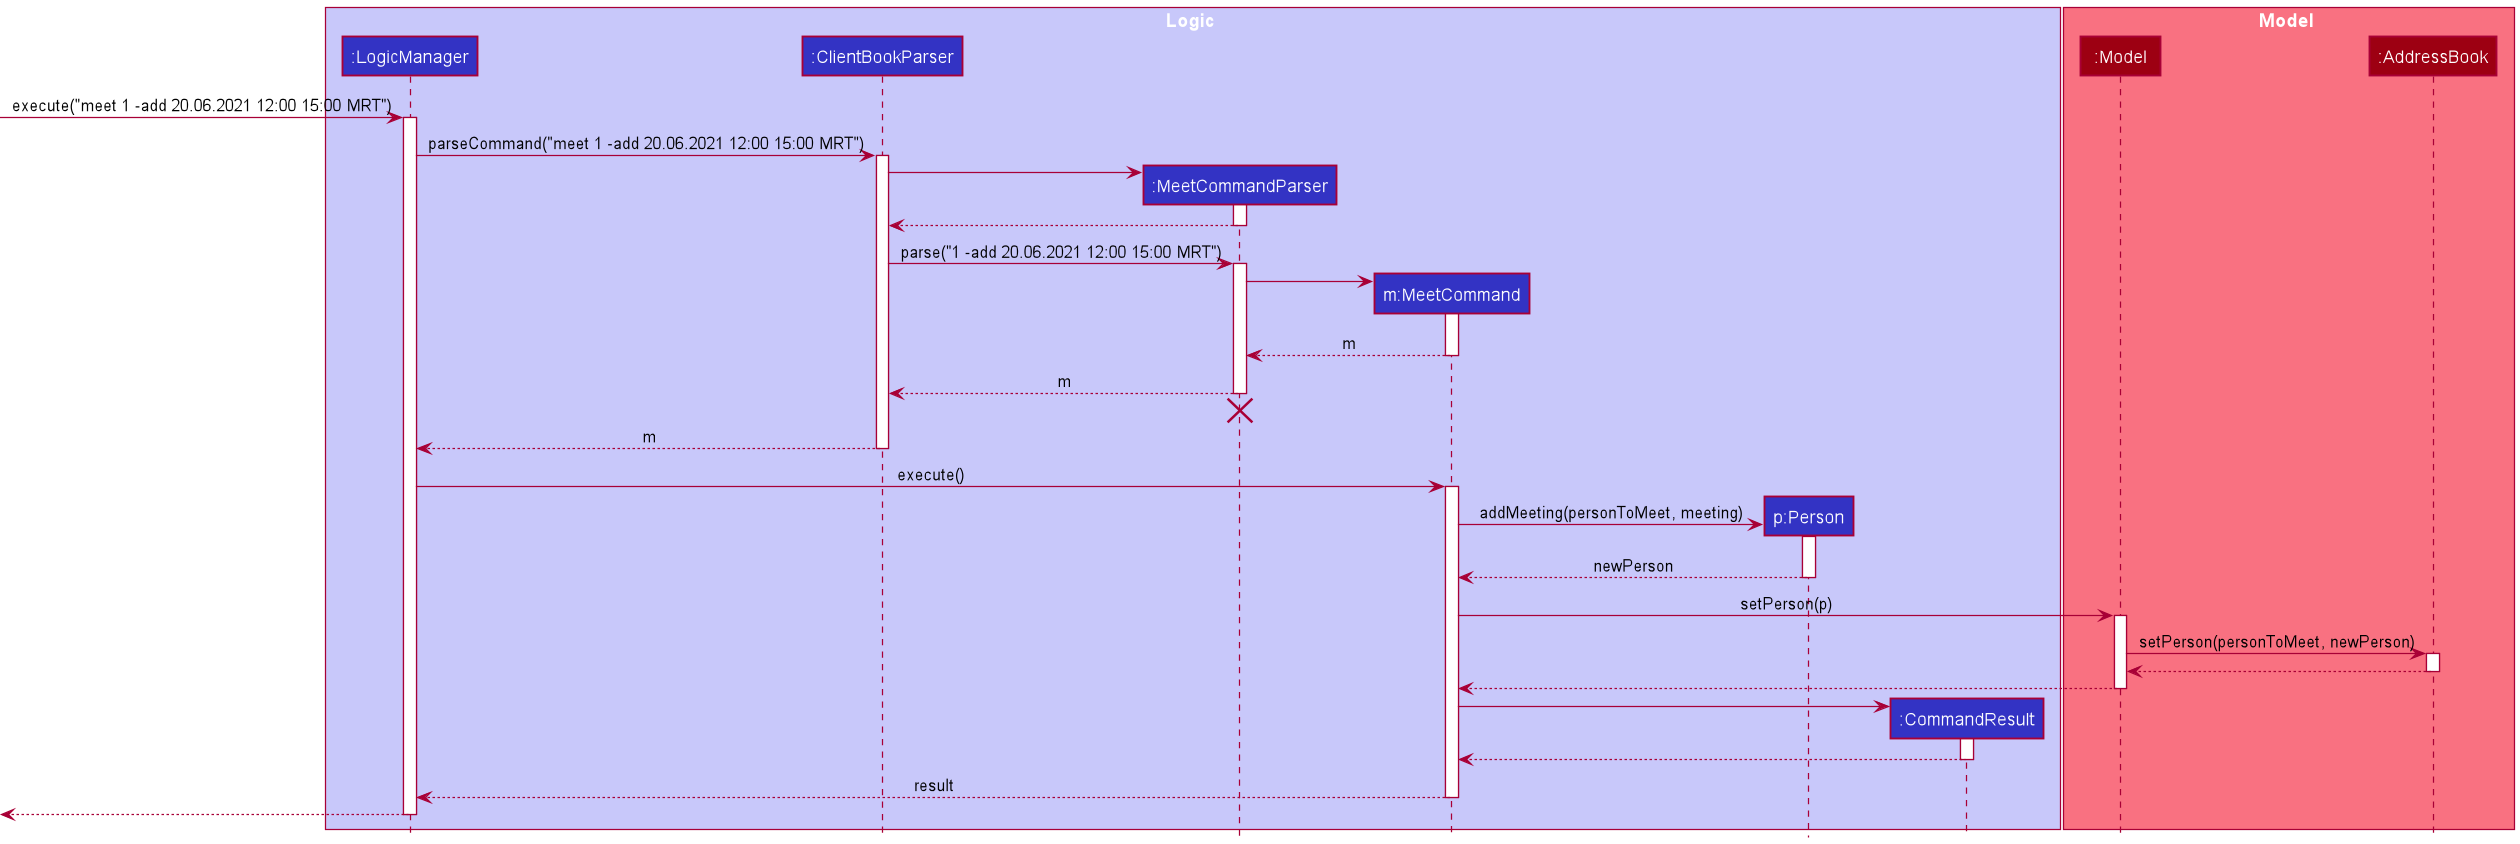 Logic
Model
:LogicManager
:ClientBookParser
:Model
:AddressBook
execute("meet 1 -add 20.06.2021 12:00 15:00 MRT")
parseCommand("meet 1 -add 20.06.2021 12:00 15:00 MRT")
:MeetCommandParser
parse("1 -add 20.06.2021 12:00 15:00 MRT")
m:MeetCommand
m
m
m
execute()
addMeeting(personToMeet, meeting)
p:Person
newPerson
setPerson(p)
setPerson(personToMeet, newPerson)
:CommandResult
result